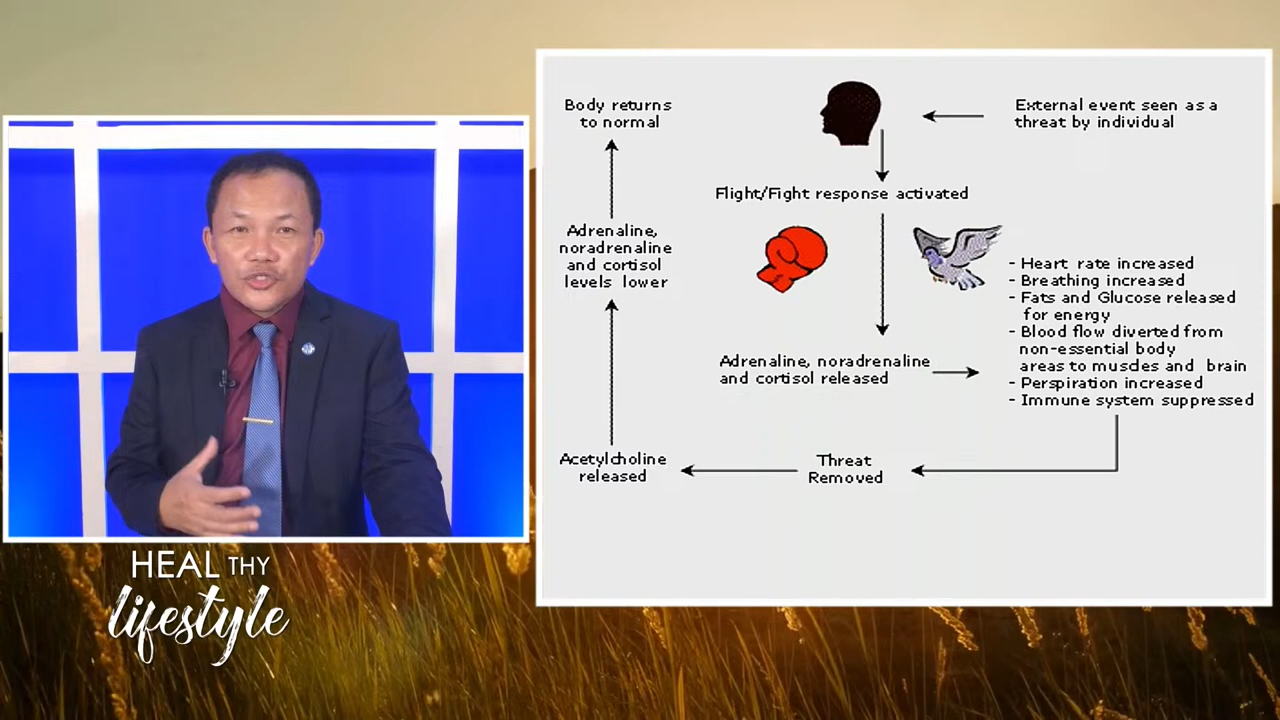 Body returns
to normal
External event seen as a
threat by individual
Flight/Fight response activated
Adrenaline,
noradrenaline
and cortisol
levels lower
- Heart rate increased
- Breathing increased
- Fats and Glucose released
for energy
- Blood flow diverted from
non-essential body
areas to muscles and brain
- Perspiration increased
- Immune system suppressed
Adrenaline, noradrenaline
and cortisol released
Acetylcholine
released
Threat
Removed
HEAL THY
lifestyle